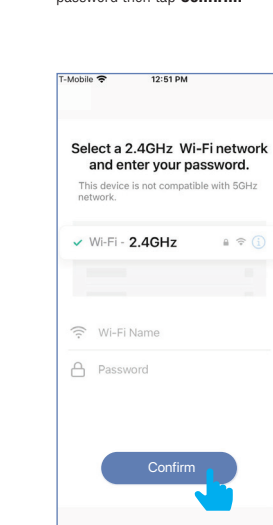 password then tap Confirm.
T-Mobile 12:51 PM
Select a 2.4GHz Wi-Fi network
and enter your password.
This device is not compatible with 5GHz
network.
Wi-Fi - 2.4GHz
Wi-Fi Name
Password
Confirm